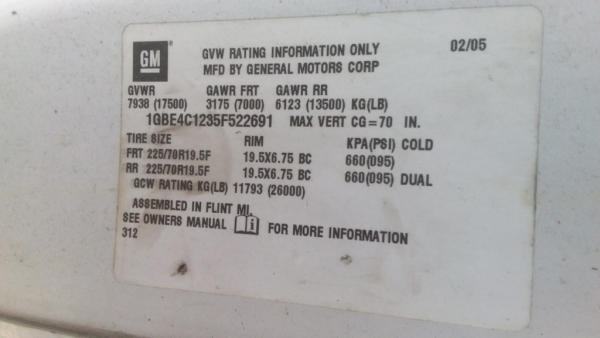 GM
GVW RATING INFORMATION ONLY 02/05
MFD BY GENERAL MOTORS CORP
GVWR GAWR FRT GAWR RR
7938 (17500) 3175 (7000) 6123 (13500) KG(LB)
1GBE4C1235F522691 MAX VERT CG=70 IN.
TIRE SIZE RIM KPA(PSI) COLD
FRT 225/70R19.5F 19.5X6.75 BC 660(095)
RR 225/70R19.5F 19.5X6.75 BC 660(095) DUAL
GCW RATING KG(LB) 11793 (26000)
ASSEMBLED IN FLINT MI.
SEE OWNERS MANUAL i FOR MORE INFORMATION
312